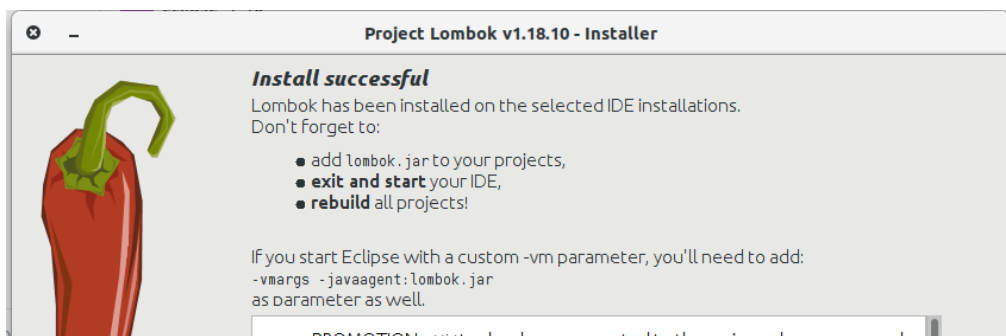 Project Lombok v1.18.10 - Installer
Install successful
Lombok has been installed on the selected IDE installations.
Don't forget to:
• add lombok.jar to your projects,
• exit and start your IDE,
• rebuild all projects!
If you start Eclipse with a custom -vm parameter, you'll need to add:
-vmargs -javaagent:lombok.jar
as parameter as well.